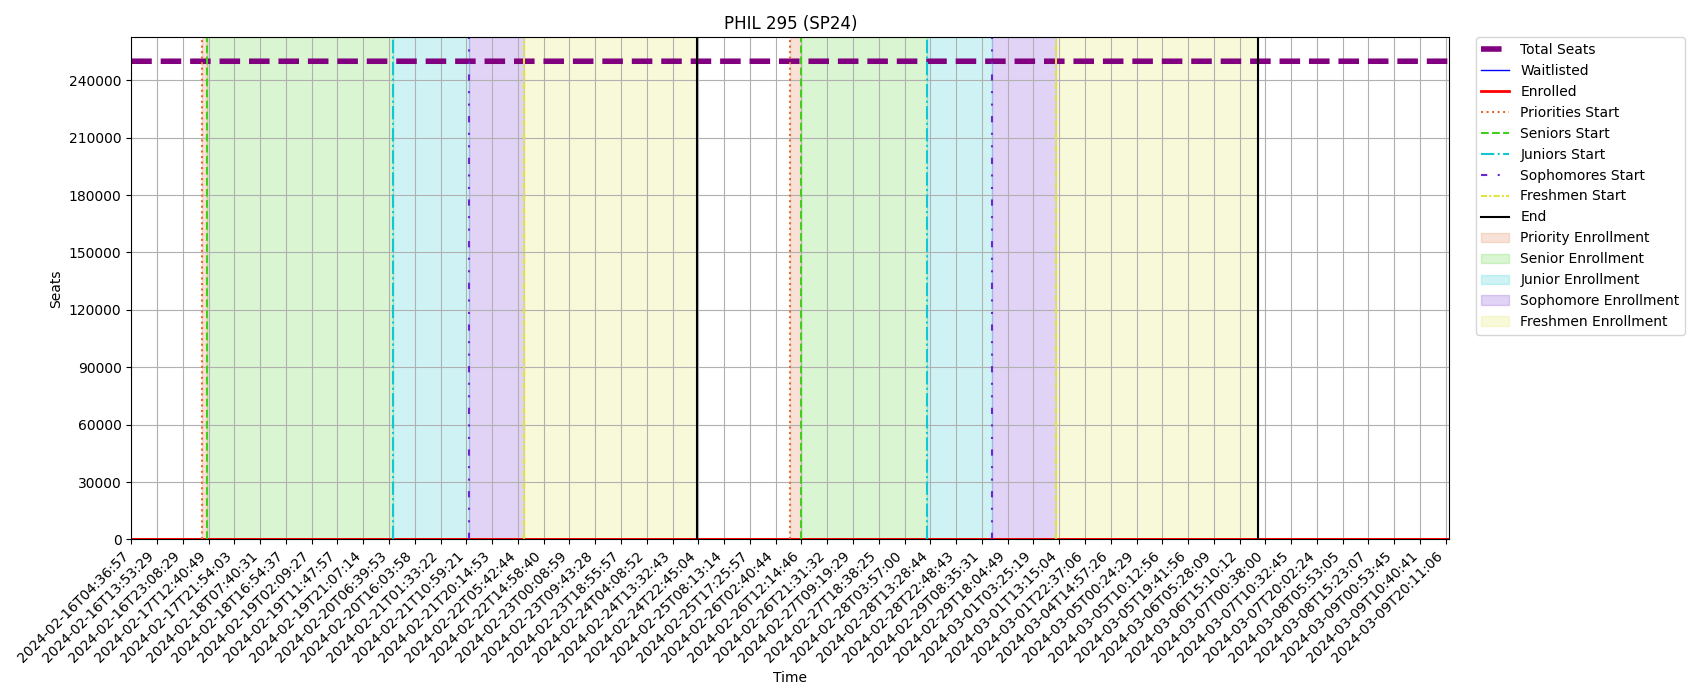 PHIL 295 (SP24)
Seats
240000
210000
180000
150000
120000
90000
60000
30000
0
2024-02-16T04:36:57
2024-02-16T13:53:29
2024-02-16T23:08:29
2024-02-17T12:40:49
2024-02-17T21:54:03
2024-02-18T07:40:31
2024-02-18T16:54:37
2024-02-19T02:09:27
2024-02-19T11:47:57
2024-02-19T21:07:14
2024-02-20T06:39:53
2024-02-20T16:03:58
2024-02-21T01:33:22
2024-02-21T10:59:21
2024-02-21T20:14:53
2024-02-22T05:42:44
2024-02-22T14:58:40
2024-02-23T00:08:59
2024-02-23T09:43:28
2024-02-23T18:55:57
2024-02-24T04:08:52
2024-02-24T13:32:43
2024-02-24T22:45:04
2024-02-25T08:13:14
2024-02-25T17:25:57
2024-02-26T02:40:44
2024-02-26T12:14:46
2024-02-26T21:31:32
2024-02-27T09:19:29
2024-02-27T18:38:25
2024-02-28T03:57:00
2024-02-28T13:28:44
2024-02-28T22:48:43
2024-02-29T08:35:31
2024-02-29T18:04:49
2024-03-01T03:25:19
2024-03-01T13:15:04
2024-03-01T22:37:06
2024-03-04T14:57:26
2024-03-05T00:24:29
2024-03-05T10:12:56
2024-03-05T19:41:56
2024-03-06T05:28:09
2024-03-06T15:10:12
2024-03-07T00:38:00
2024-03-07T10:32:45
2024-03-07T20:02:24
2024-03-08T05:53:05
2024-03-08T15:23:07
2024-03-09T00:53:45
2024-03-09T10:40:41
2024-03-09T20:11:06
Time
Total Seats
Waitlisted
Enrolled
Priorities Start
Seniors Start
Juniors Start
Sophomores Start
Freshmen Start
End
Priority Enrollment
Senior Enrollment
Junior Enrollment
Sophomore Enrollment
Freshmen Enrollment